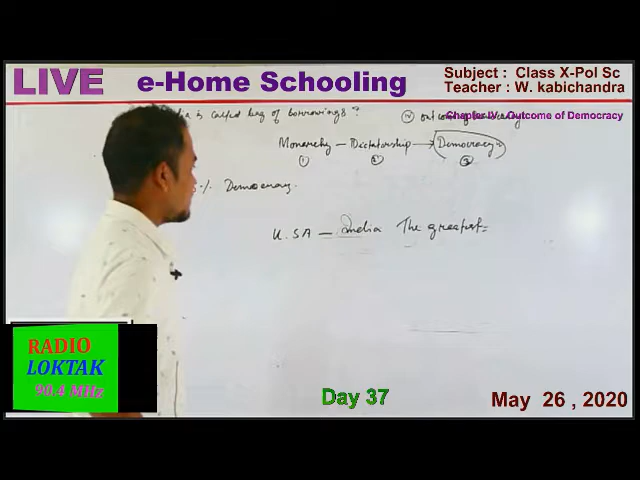 LIVE e-Home Schooling
Subject : Class X-Pol Sc
Teacher : W. kabichandra
is called bag of borrowings ?
Chapter IV : Outcome of Democracy
Monarchy — Dictatorship → Democracy
1 2 3
% Democracy.
U.SA — India The greatest
RADIO
LOKTAK
90.4 MHz
Day 37
May 26 , 2020